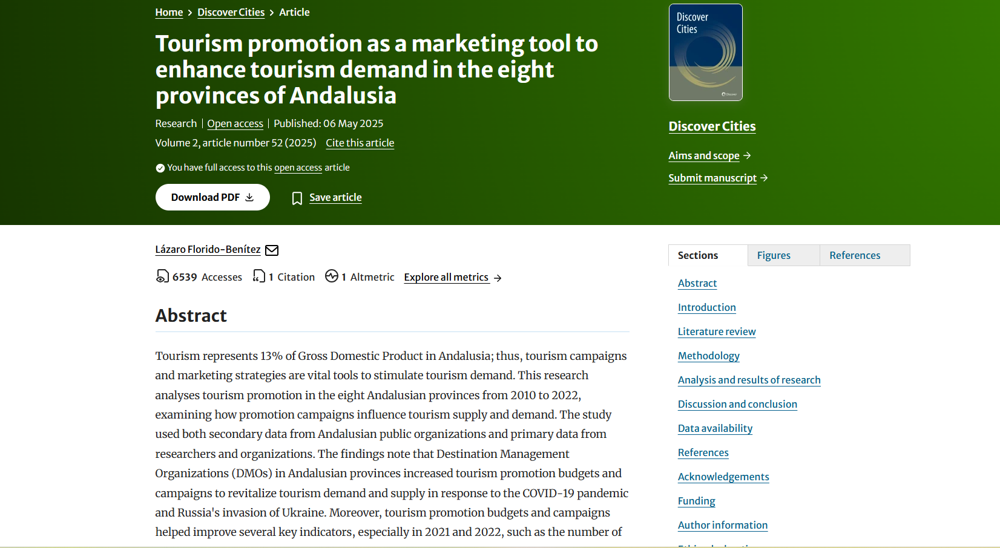 Home > Discover Cities > Article
Tourism promotion as a marketing tool to
enhance tourism demand in the eight
provinces of Andalusia
Research | Open access | Published: 06 May 2025
Volume 2, article number 52 (2025) Cite this article
You have full access to this open access article
Download PDF
Save article
Discover
Cities
Discover
Discover Cities
Aims and scope →
Submit manuscript →
Lázaro Florido-Benítez
6539 Accesses 1 Citation 1 Altmetric Explore all metrics →
Abstract
Tourism represents 13% of Gross Domestic Product in Andalusia; thus, tourism campaigns
and marketing strategies are vital tools to stimulate tourism demand. This research
analyses tourism promotion in the eight Andalusian provinces from 2010 to 2022,
examining how promotion campaigns influence tourism supply and demand. The study
used both secondary data from Andalusian public organizations and primary data from
researchers and organizations. The findings note that Destination Management
Organizations (DMOs) in Andalusian provinces increased tourism promotion budgets and
campaigns to revitalize tourism demand and supply in response to the COVID-19 pandemic
and Russia's invasion of Ukraine. Moreover, tourism promotion budgets and campaigns
helped improve several key indicators, especially in 2021 and 2022, such as the number of
Sections Figures References
Abstract
Introduction
Literature review
Methodology
Analysis and results of research
Discussion and conclusion
Data availability
References
Acknowledgements
Funding
Author information